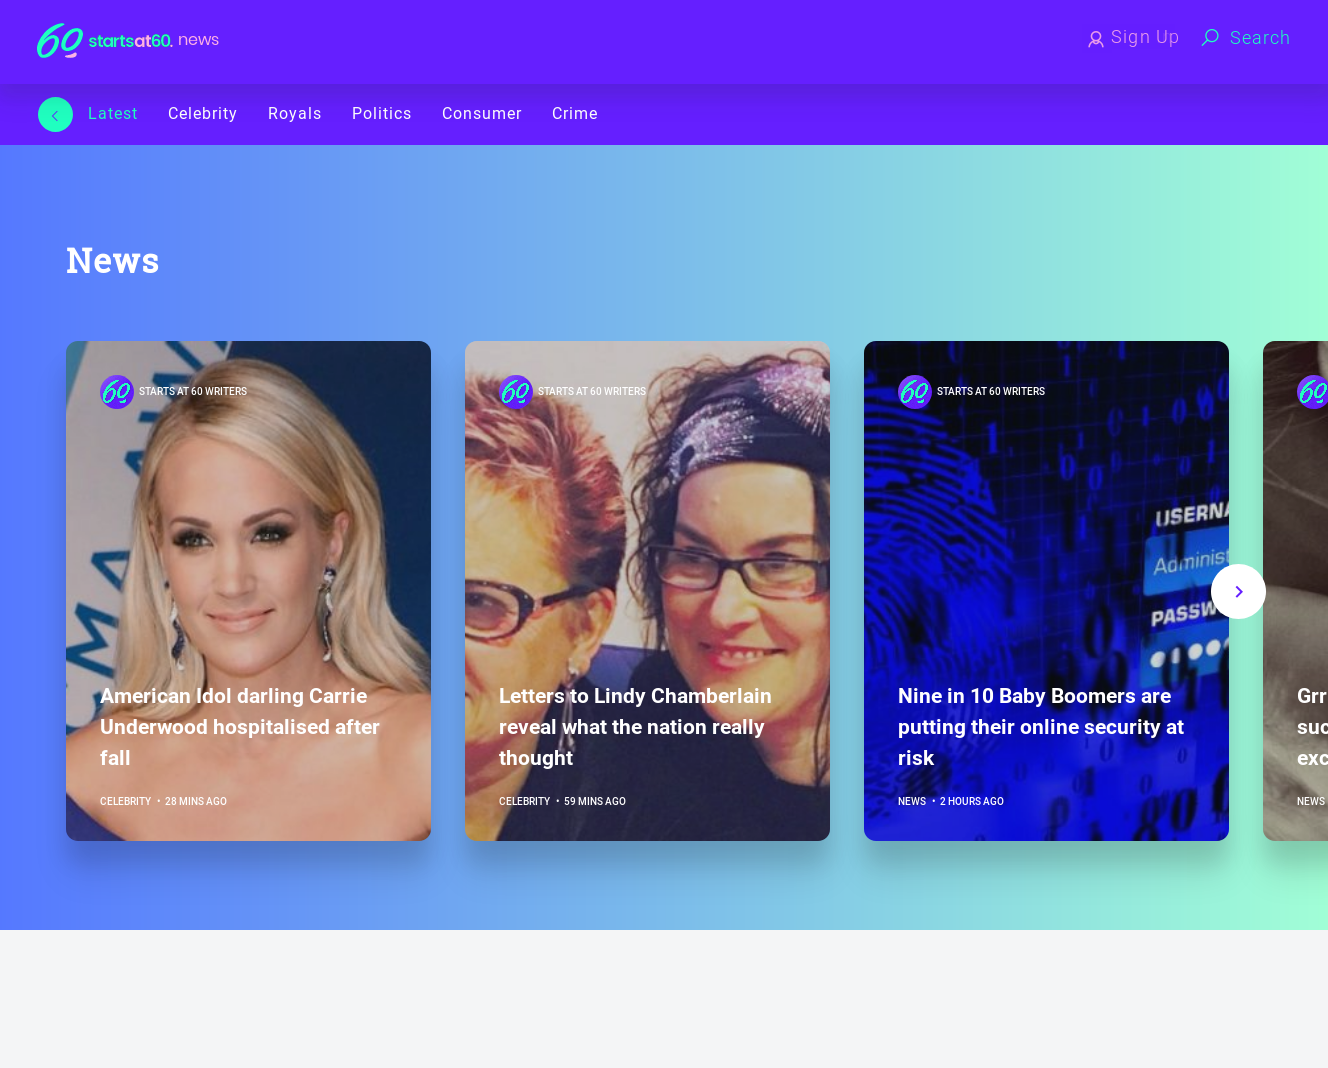 60 startsat60. news
Sign Up
Search
Latest
Celebrity
Royals
Politics
Consumer
Crime
News
60 STARTS AT 60 WRITERS
American Idol darling Carrie
Underwood hospitalised after
fall
CELEBRITY • 28 MINS AGO
60 STARTS AT 60 WRITERS
Letters to Lindy Chamberlain
reveal what the nation really
thought
CELEBRITY • 59 MINS AGO
60 STARTS AT 60 WRITERS
USERNA
Administ
PASSW
Nine in 10 Baby Boomers are
putting their online security at
risk
NEWS • 2 HOURS AGO
60
Grr
suc
exc
NEWS